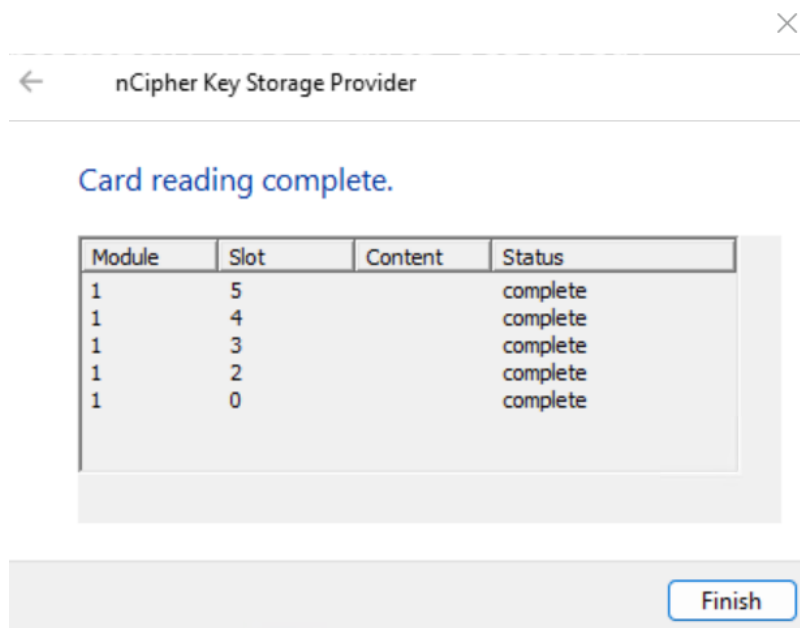 nCipher Key Storage Provider
Card reading complete.
Module Slot Content Status
1 5 complete
1 4 complete
1 3 complete
1 2 complete
1 0 complete
Finish